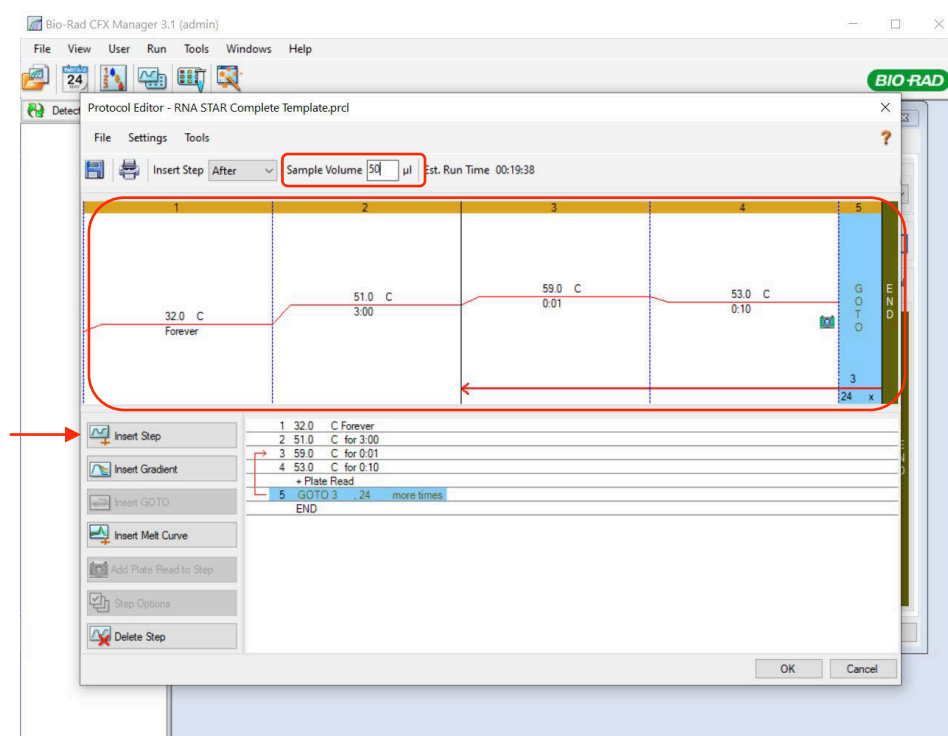 Bio-Rad CFX Manager 3.1 (admin)
File View User Run Tools Windows Help
24
BIO-RAD
Detect
Protocol Editor - RNA STAR Complete Template.prcl
File Settings Tools
?
Insert Step After Sample Volume 50 µl Est. Run Time 00:19:38
1 2 3 4 5
32.0 C
Forever
51.0 C
3:00
59.0 C
0:01
53.0 C
0:10
GOTO
3
24 x
END
Insert Step
Insert Gradient
Insert GOTO
Insert Melt Curve
Add Plate Read to Step
Step Options
Delete Step
1 32.0 C Forever
2 51.0 C for 3:00
3 59.0 C for 0:01
4 53.0 C for 0:10
+ Plate Read
5 GOTO 3 , 24 more times
END
OK Cancel